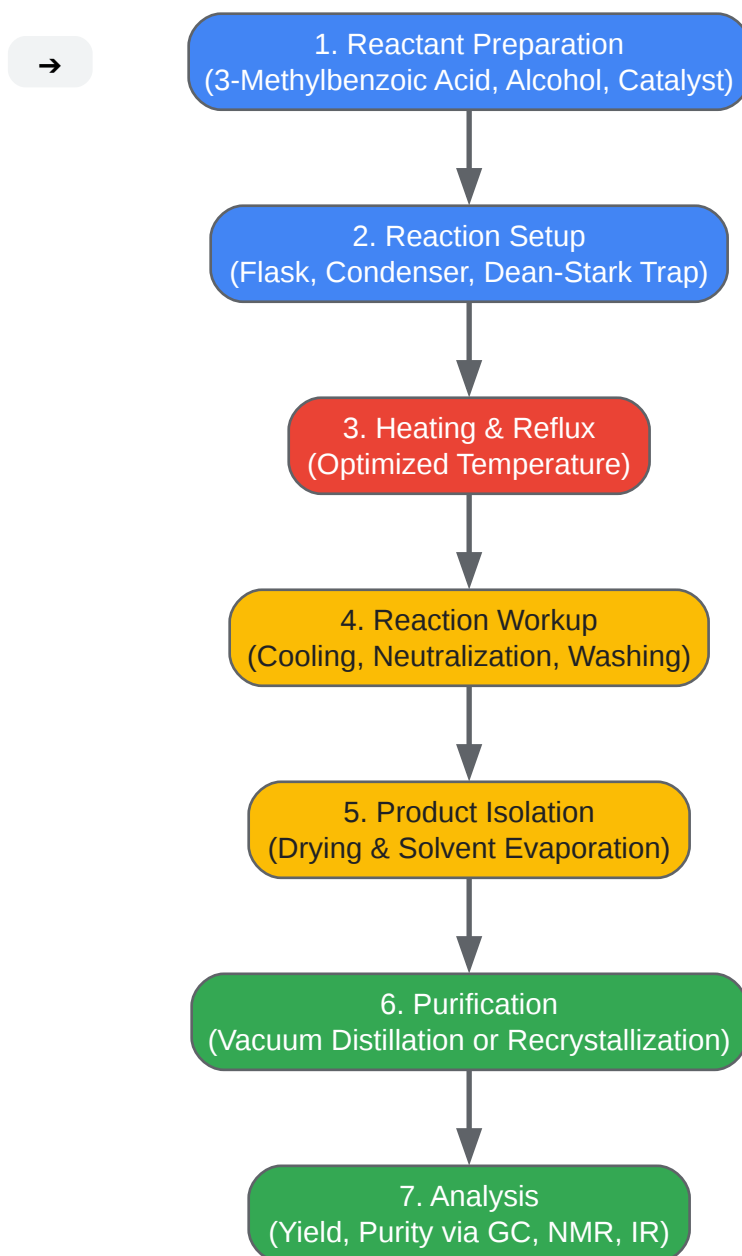 ➔
1. Reactant Preparation
(3-Methylbenzoic Acid, Alcohol, Catalyst)
2. Reaction Setup
(Flask, Condenser, Dean-Stark Trap)
3. Heating & Reflux
(Optimized Temperature)
4. Reaction Workup
(Cooling, Neutralization, Washing)
5. Product Isolation
(Drying & Solvent Evaporation)
6. Purification
(Vacuum Distillation or Recrystallization)
7. Analysis
(Yield, Purity via GC, NMR, IR)